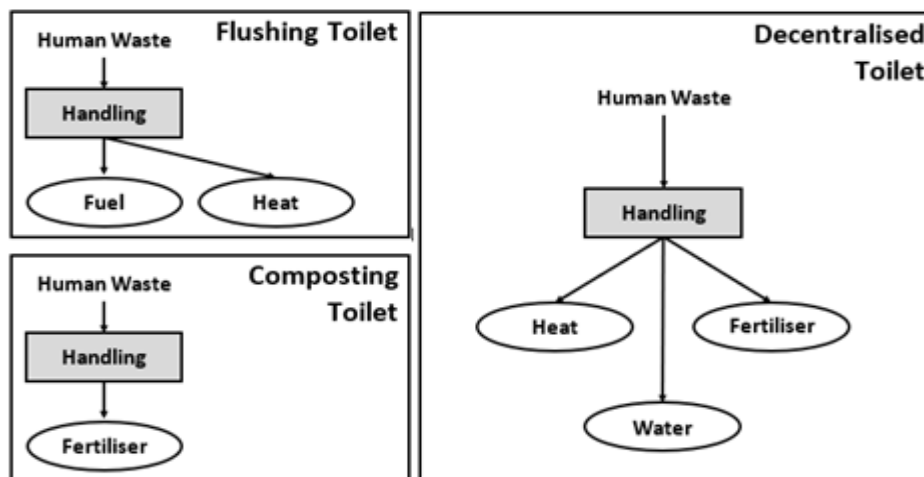 Flushing Toilet
Human Waste
Handling
Fuel
Heat
Composting
Toilet
Human Waste
Handling
Fertiliser
Decentralised
Toilet
Human Waste
Handling
Heat
Fertiliser
Water